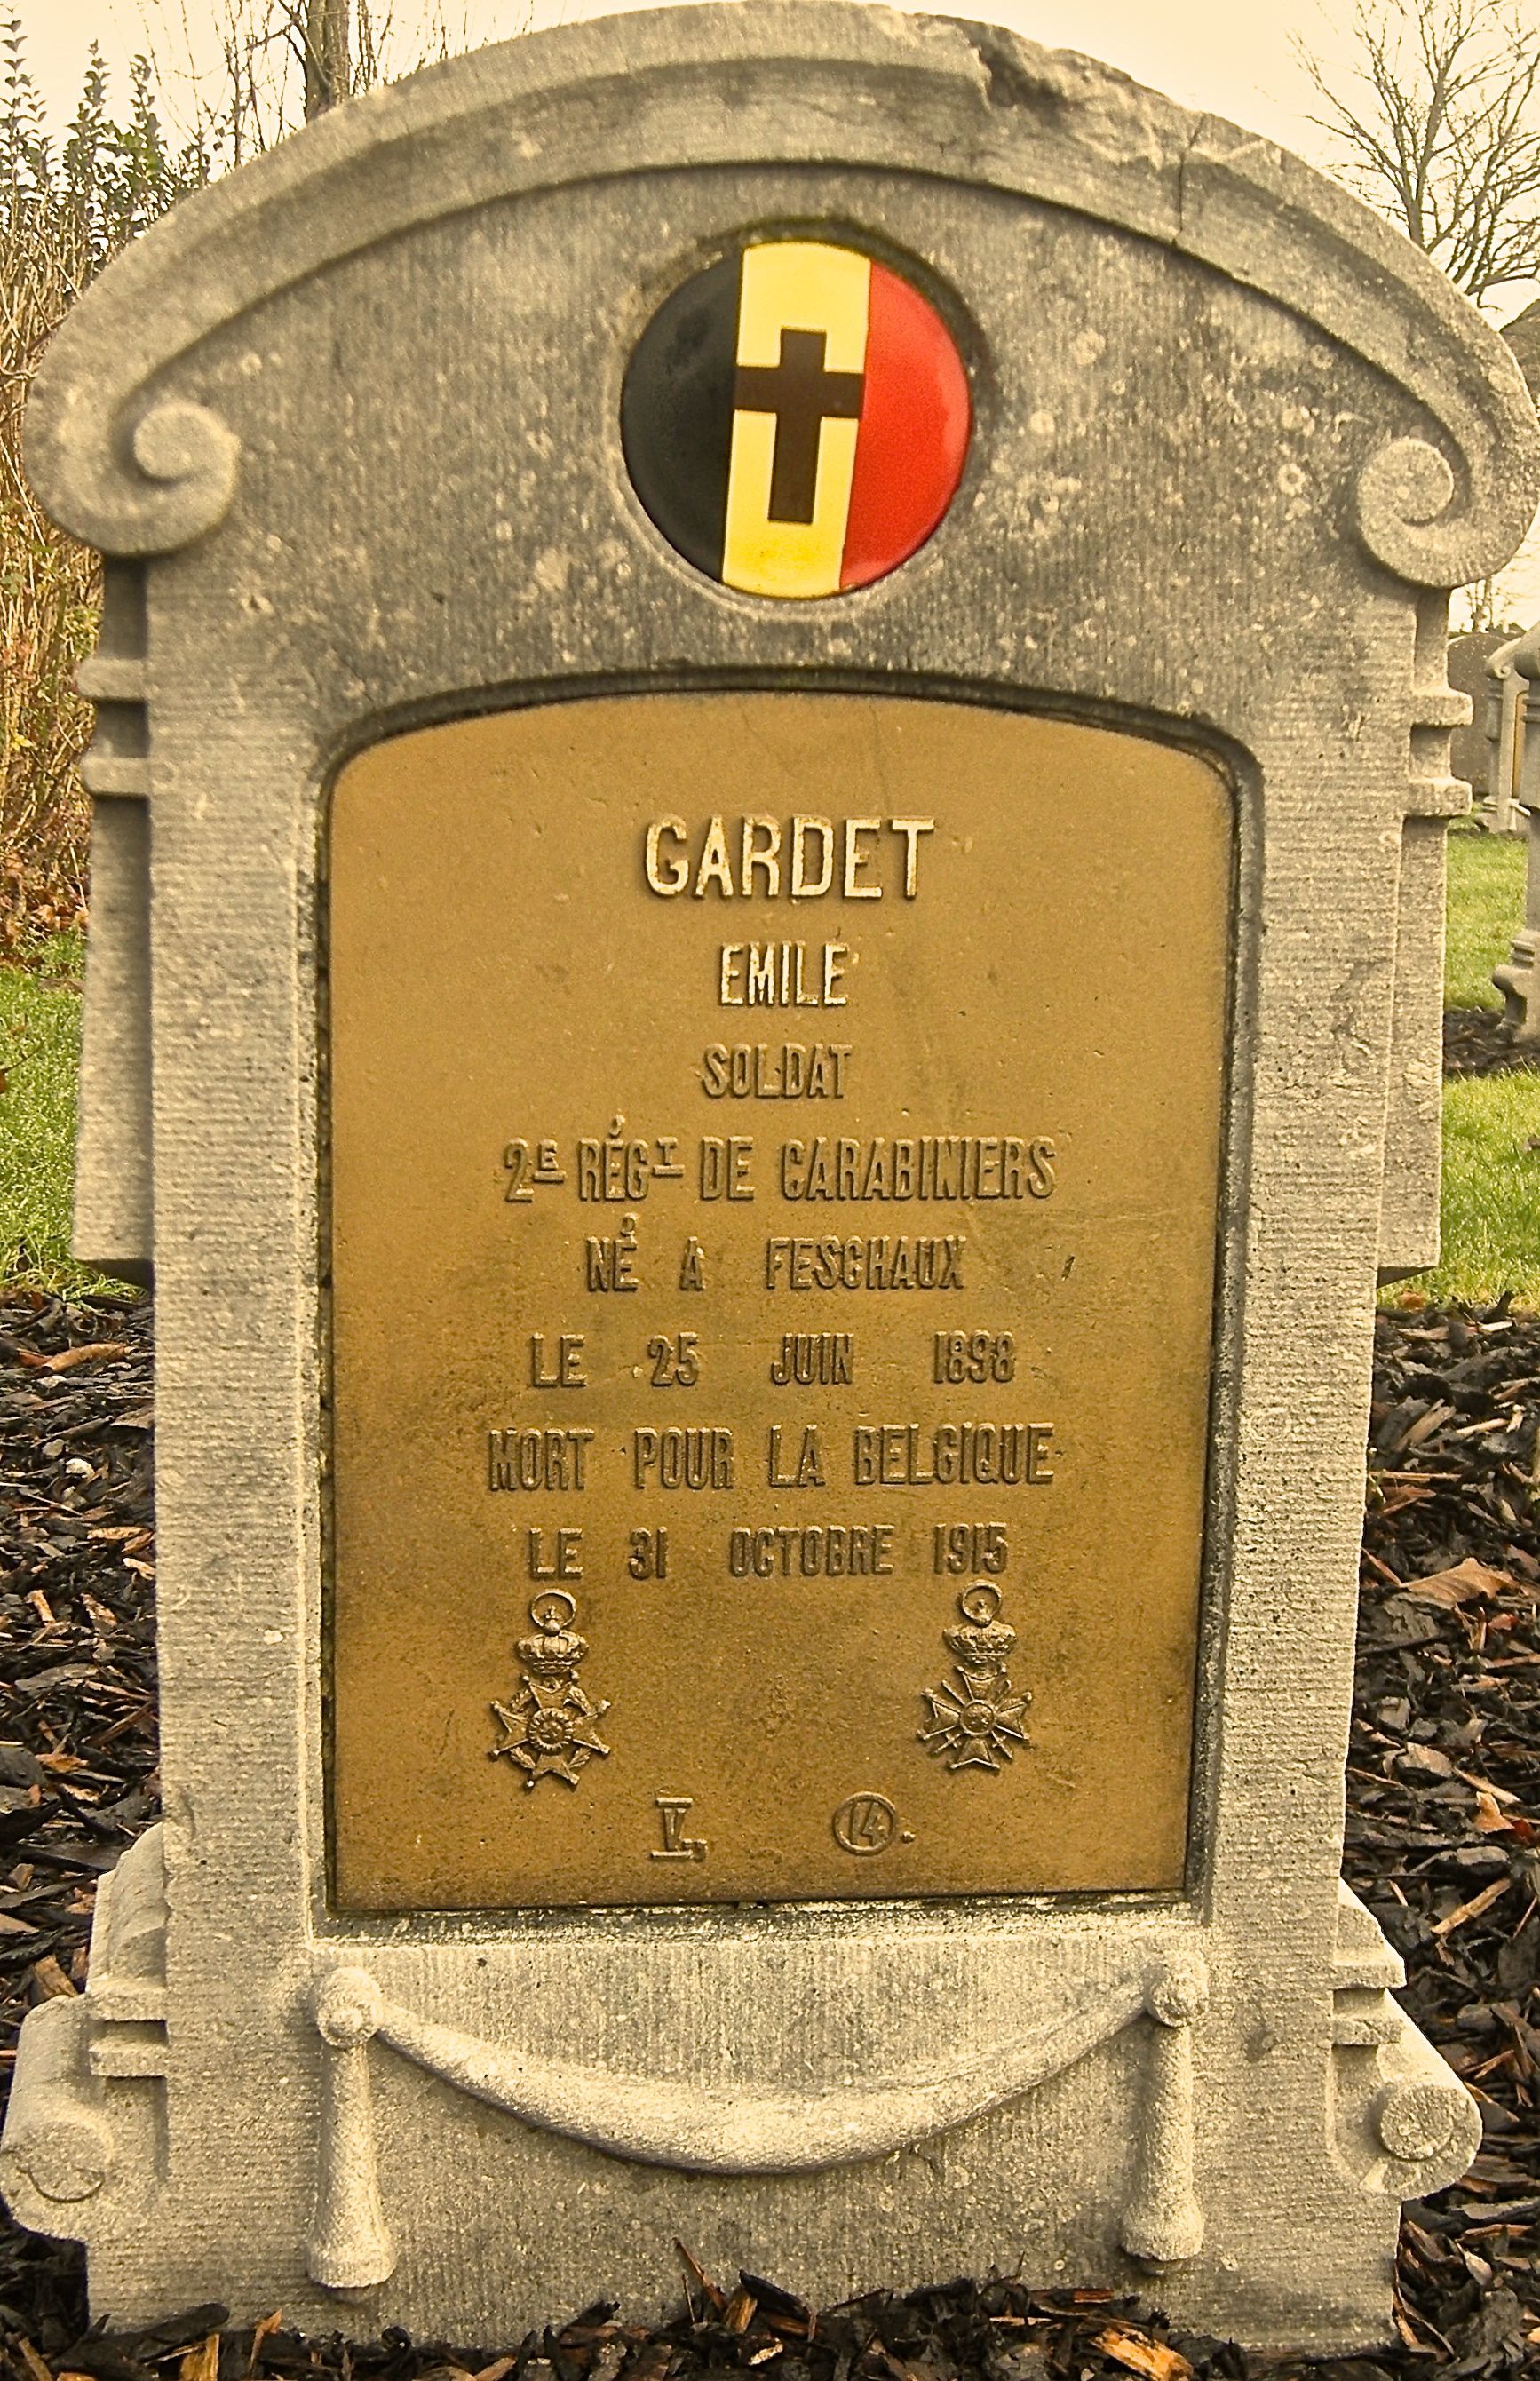 GARDET
EMILE
SOLDAT
2E RÉGT DE CARABINIERS
NÉ A FESCHAUX
LE 25 JUIN 1898
MORT POUR LA BELGIQUE
LE 31 OCTOBRE 1915
V. 14.